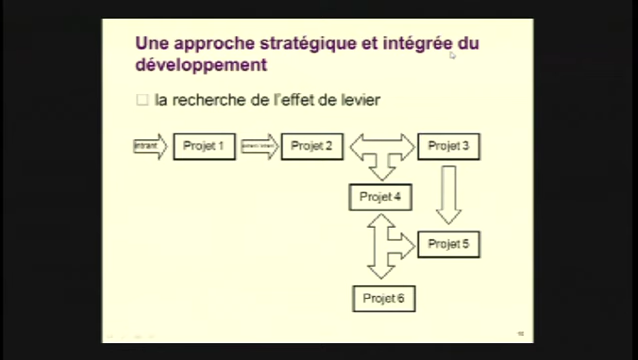 Une approche stratégique et intégrée du
développement
la recherche de l'effet de levier
intrant
Projet 1
Projet 2
Projet 3
Projet 4
Projet 5
Projet 6